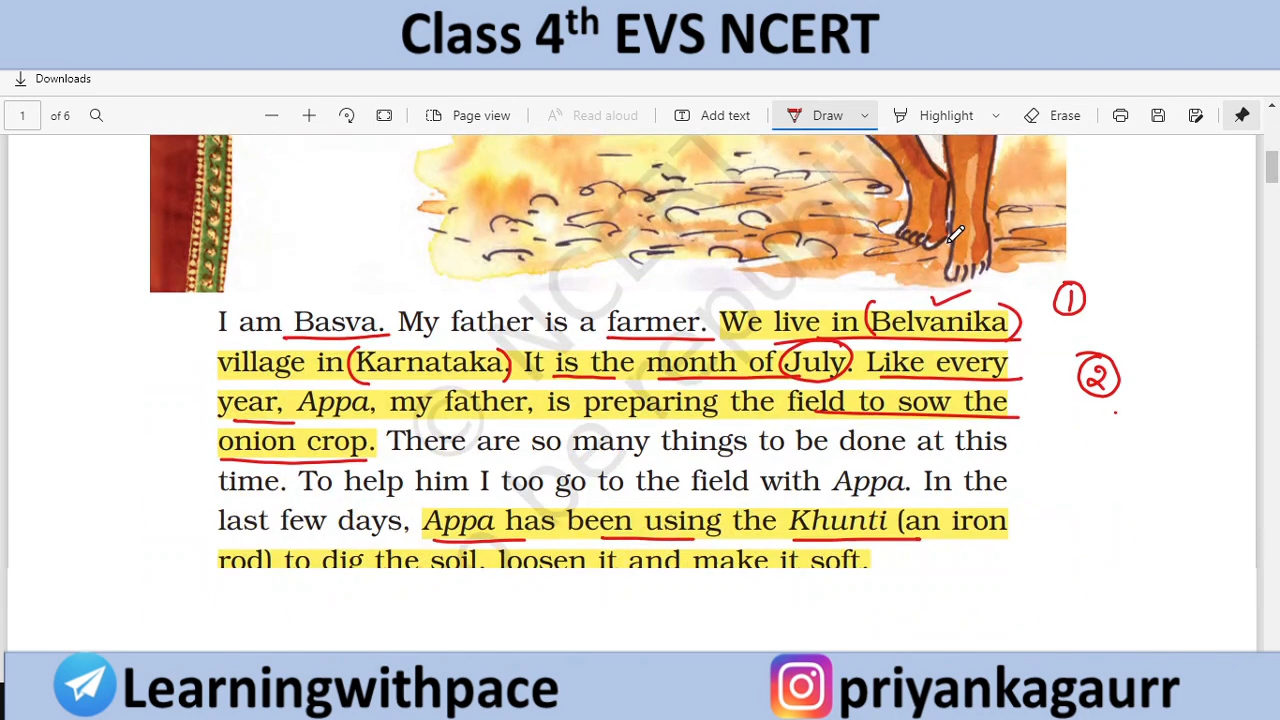 Class 4th EVS NCERT
Downloads
1 of 6 Page view Read aloud Add text Draw Highlight Erase
© NCERT
be republi
I am Basva. My father is a farmer. We live in Belvanika
village in Karnataka. It is the month of July. Like every
year, Appa, my father, is preparing the field to sow the
onion crop. There are so many things to be done at this
time. To help him I too go to the field with Appa. In the
last few days, Appa has been using the Khunti (an iron
rod) to dig the soil, loosen it and make it soft.
1
2
Learningwithpace priyankagaurr